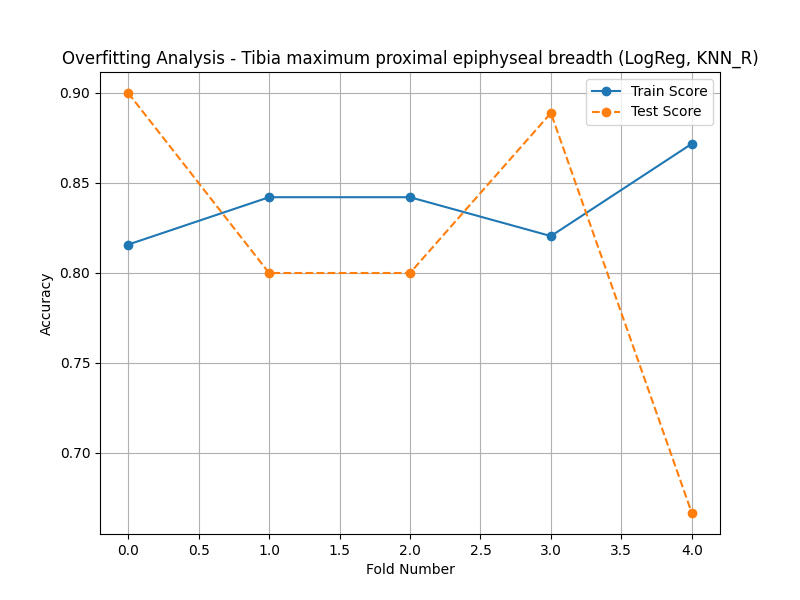 Overfitting Analysis - Tibia maximum proximal epiphyseal breadth (LogReg, KNN_R)
Train Score
Test Score
0.90
0.85
0.80
0.75
0.70
Accuracy
0.0 0.5 1.0 1.5 2.0 2.5 3.0 3.5 4.0
Fold Number